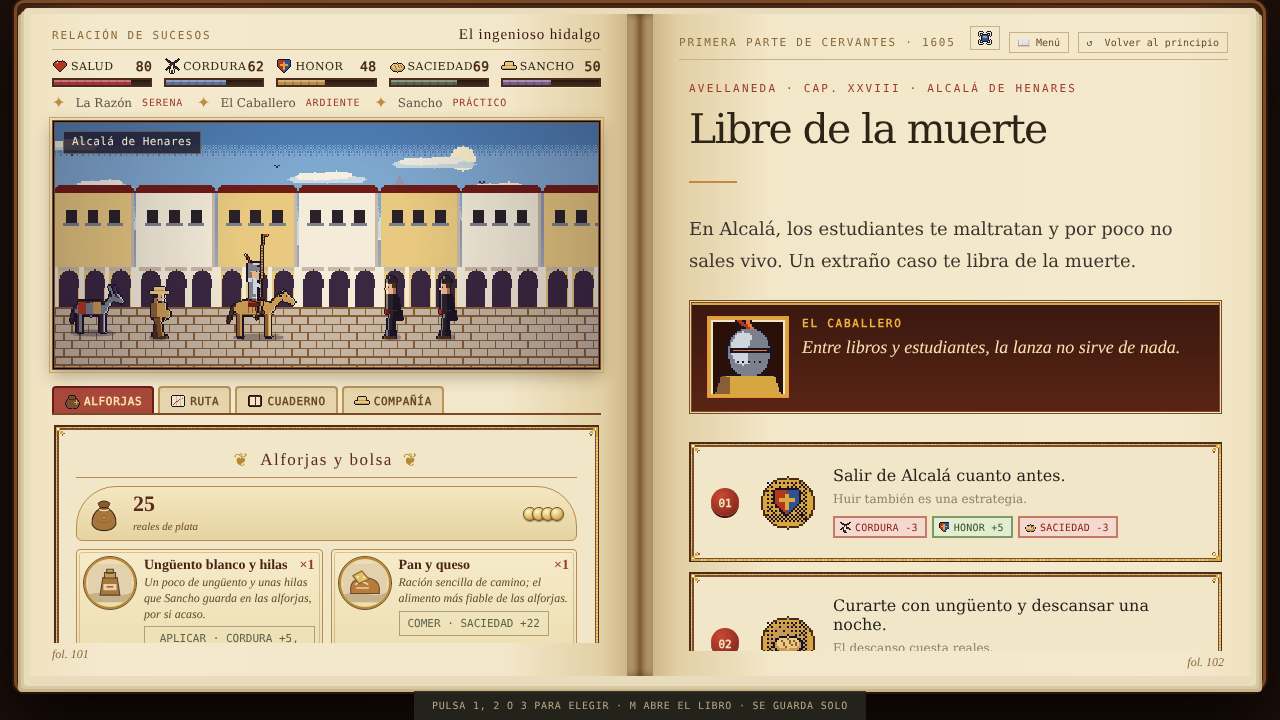 RELACIÓN DE SUCESOS
El ingenioso hidalgo
SALUD 80
CORDURA 62
HONOR 48
SACIEDAD 69
SANCHO 50
La Razón SERENA
El Caballero ARDIENTE
Sancho PRÁCTICO
Alcalá de Henares
ALFORJAS
RUTA
CUADERNO
COMPAÑÍA
Alforjas y bolsa
25
reales de plata
Ungüento blanco y hilas ×1
Un poco de ungüento y unas hilas
que Sancho guarda en las alforjas,
por si acaso.
APLICAR · CORDURA +5,
Pan y queso ×1
Ración sencilla de camino; el
alimento más fiable de las alforjas.
COMER · SACIEDAD +22
fol. 101
PRIMERA PARTE DE CERVANTES · 1605
Menú
↺ Volver al principio
AVELLANEDA · CAP. XXVIII · ALCALÁ DE HENARES
Libre de la muerte
En Alcalá, los estudiantes te maltratan y por poco no
sales vivo. Un extraño caso te libra de la muerte.
EL CABALLERO
Entre libros y estudiantes, la lanza no sirve de nada.
01
Salir de Alcalá cuanto antes.
Huir también es una estrategia.
CORDURA -3
HONOR +5
SACIEDAD -3
02
Curarte con ungüento y descansar una
noche.
El descanso cuesta reales.
fol. 102
PULSA 1, 2 O 3 PARA ELEGIR · M ABRE EL LIBRO · SE GUARDA SOLO